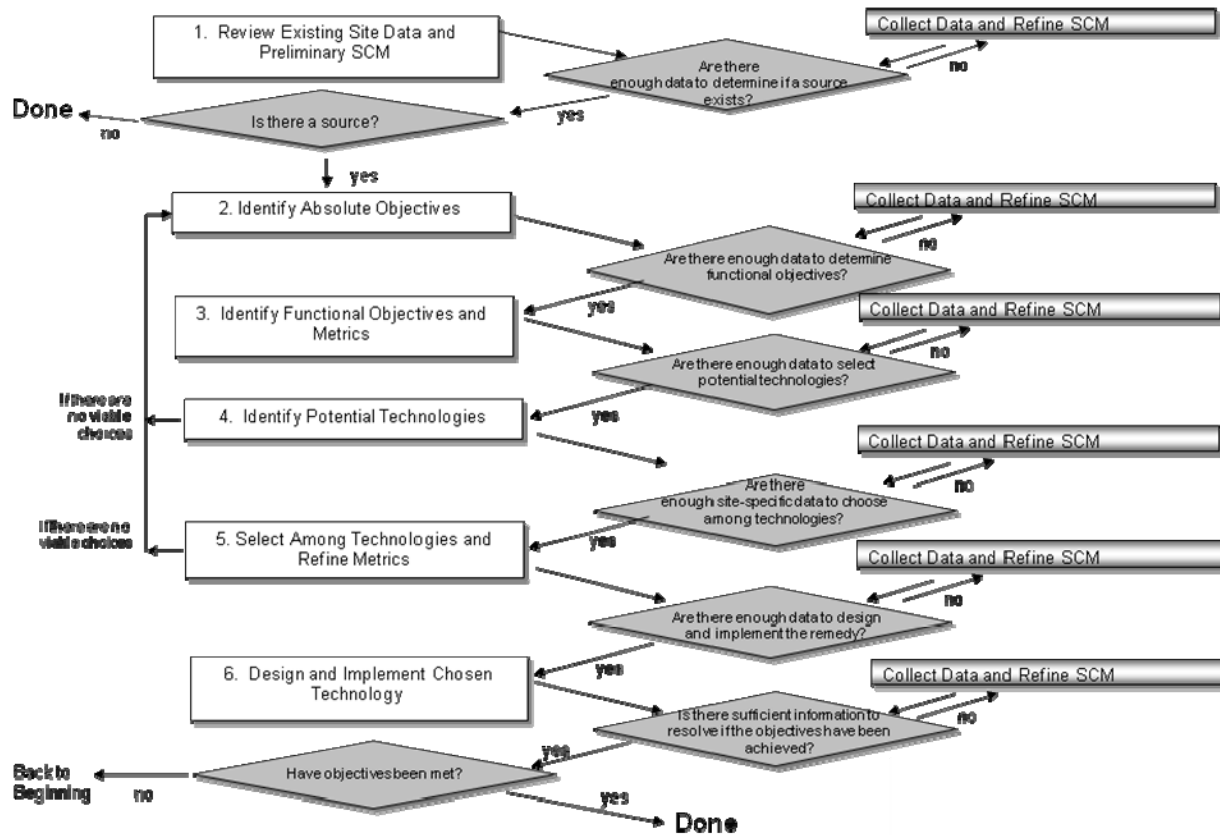 1. Review Existing Site Data and
Preliminary SCM
Collect Data and Refine SCM
no
Are there
enough data to determine if a source
exists?
yes
Is there a source?
Done
no
yes
2. Identify Absolute Objectives
Collect Data and Refine SCM
no
Are there enough data to determine
functional objectives?
yes
3. Identify Functional Objectives and
Metrics
Collect Data and Refine SCM
no
Are there enough data to select
potential technologies?
yes
If there are
no viable
choices
4. Identify Potential Technologies
Collect Data and Refine SCM
no
Are there
enough site-specific data to choose
among technologies?
yes
If there are no
viable choices
5. Select Among Technologies and
Refine Metrics
Collect Data and Refine SCM
no
Are there enough data to design
and implement the remedy?
yes
6. Design and Implement Chosen
Technology
Collect Data and Refine SCM
no
Is there sufficient information to
resolve if the objectives have been
achieved?
yes
Have objectives been met?
Back to
Beginning
no
yes
Done